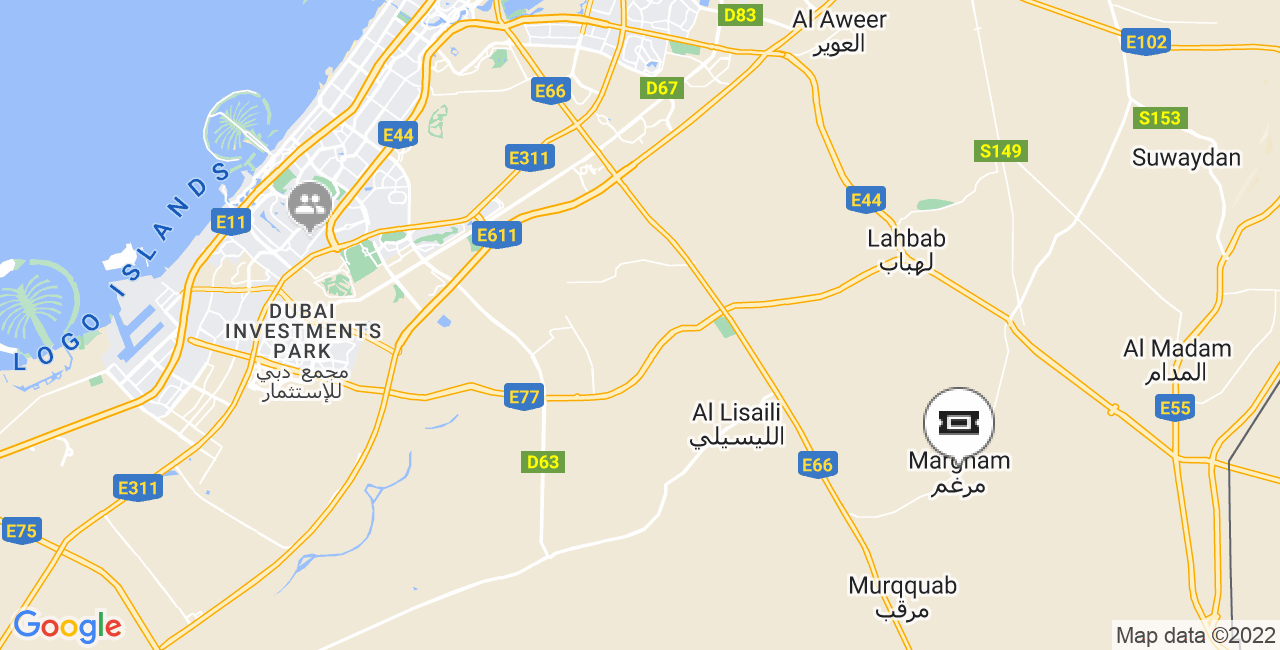 D83
Al Aweer
العوير
E102
E66
D67
S153
E44
E311
S149
Suwaydan
LOGO ISLANDS
E11
E44
E611
Lahbab
لهباب
DUBAI
INVESTMENTS
PARK
مجمع دبي
للإستثمار
Al Madam
المدام
E77
Al Lisaili
الليسيلي
E55
D63
E66
Margham
مرغم
E311
E75
Murqquab
مرقب
Google
Map data ©2022